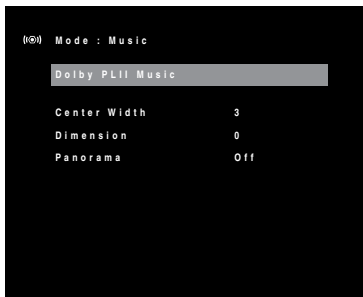 Mode : Music
Dolby PLII Music
Center Width 3
Dimension 0
Panorama Off